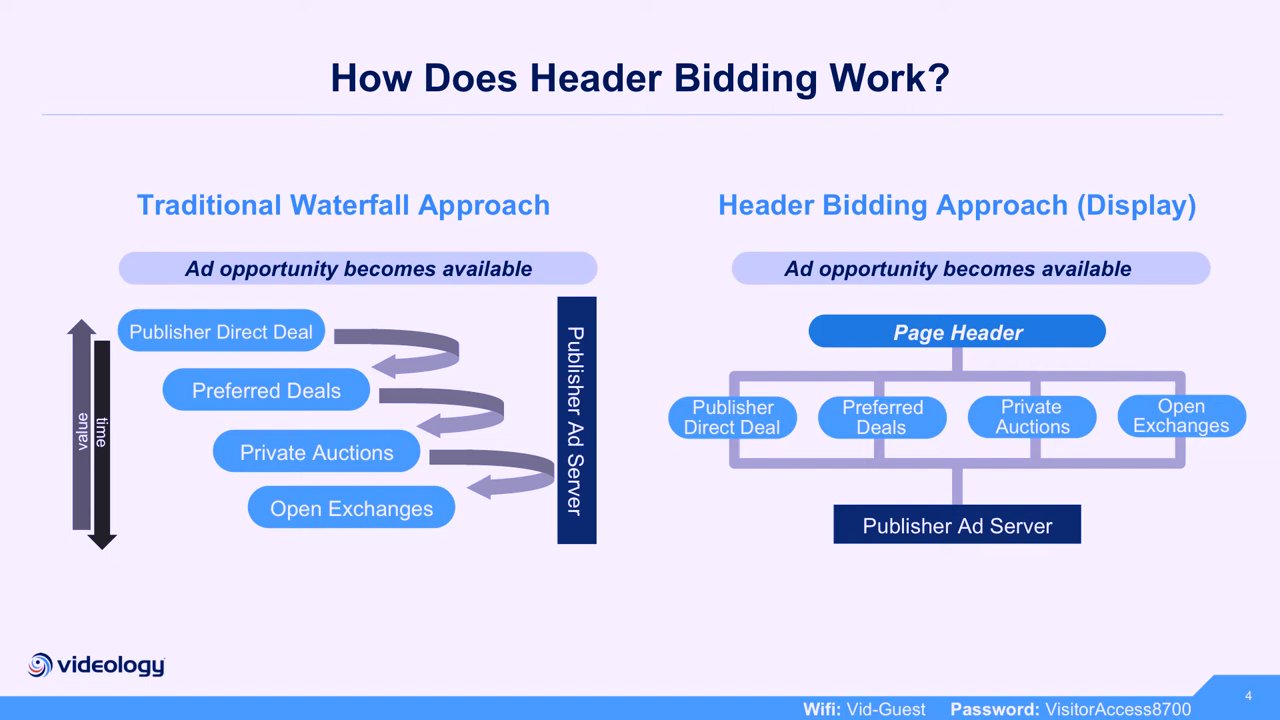 How Does Header Bidding Work?
Traditional Waterfall Approach
Ad opportunity becomes available
value
time
Publisher Direct Deal
Preferred Deals
Private Auctions
Open Exchanges
Publisher Ad Server
Header Bidding Approach (Display)
Ad opportunity becomes available
Page Header
Publisher
Direct Deal
Preferred
Deals
Private
Auctions
Open
Exchanges
Publisher Ad Server
videology
4
Wifi: Vid-Guest Password: VisitorAccess8700